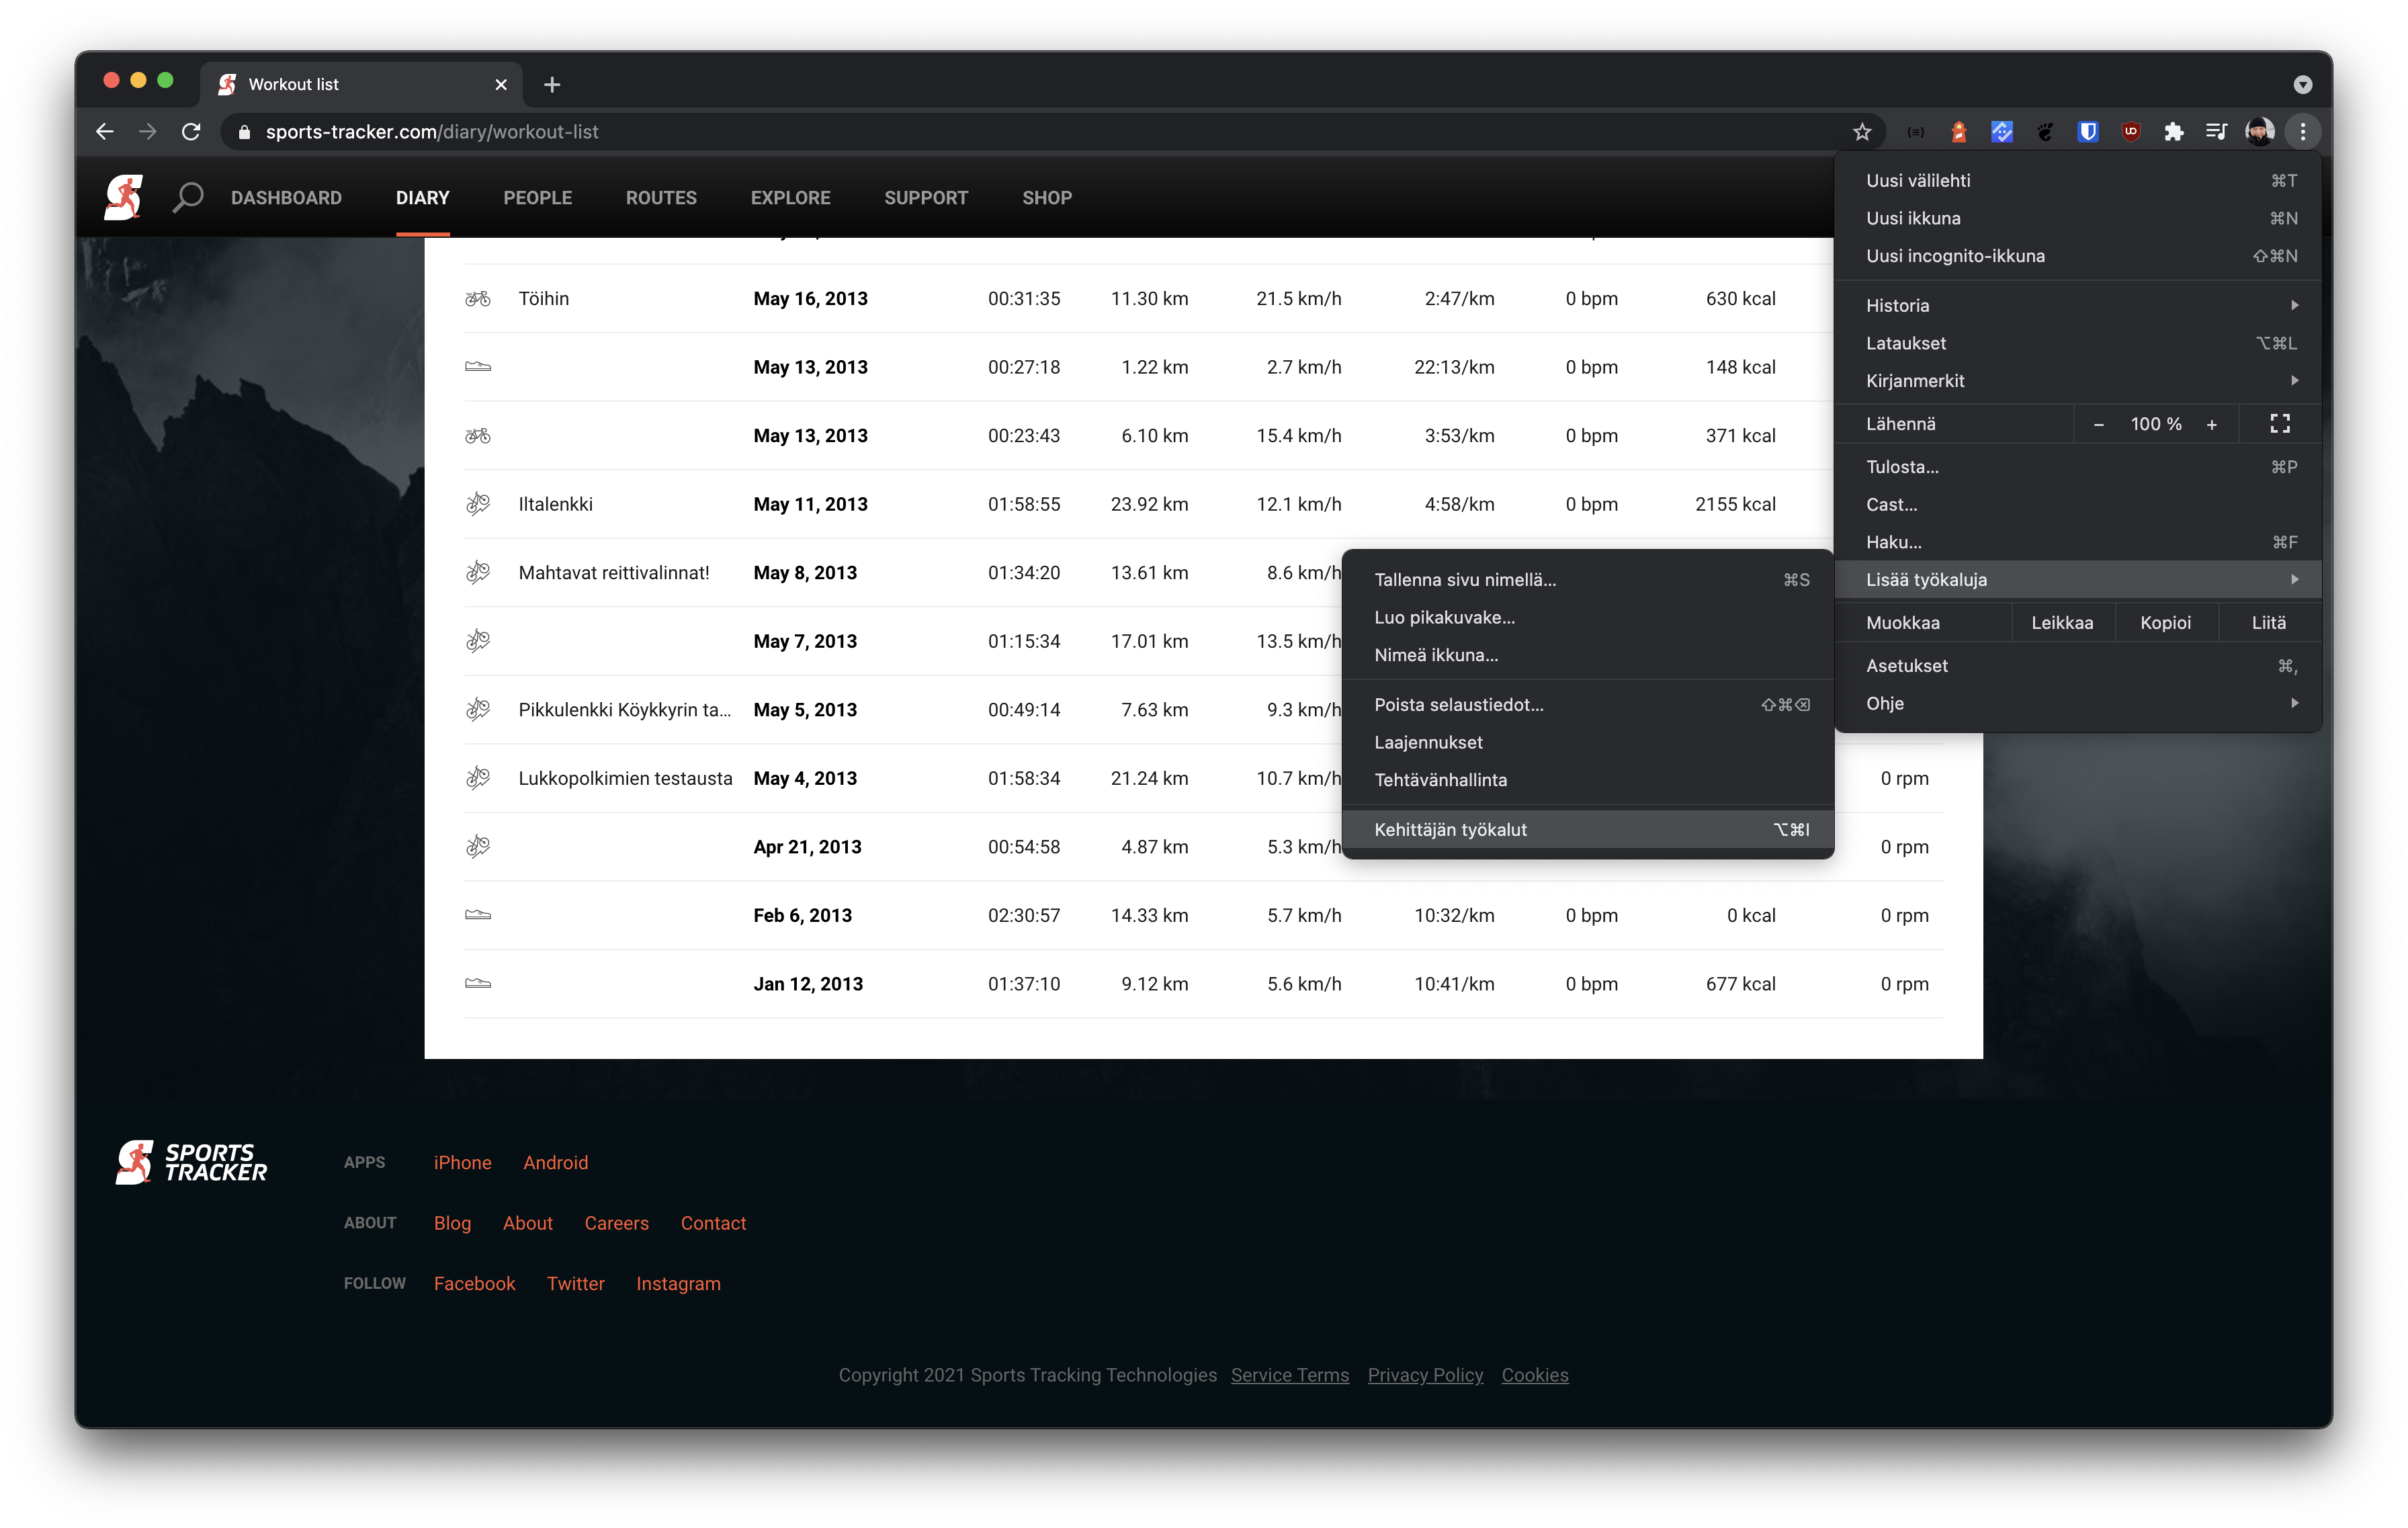 Workout list
sports-tracker.com/diary/workout-list
DASHBOARD DIARY PEOPLE ROUTES EXPLORE SUPPORT SHOP
Töihin May 16, 2013 00:31:35 11.30 km 21.5 km/h 2:47/km 0 bpm 630 kcal
May 13, 2013 00:27:18 1.22 km 2.7 km/h 22:13/km 0 bpm 148 kcal
May 13, 2013 00:23:43 6.10 km 15.4 km/h 3:53/km 0 bpm 371 kcal
Iltalenkki May 11, 2013 01:58:55 23.92 km 12.1 km/h 4:58/km 0 bpm 2155 kcal
Mahtavat reittivalinnat! May 8, 2013 01:34:20 13.61 km 8.6 km/h
May 7, 2013 01:15:34 17.01 km 13.5 km/h
Pikkulenkki Köykkyrin ta... May 5, 2013 00:49:14 7.63 km 9.3 km/h
Lukkopolkimien testausta May 4, 2013 01:58:34 21.24 km 10.7 km/h 0 rpm
Apr 21, 2013 00:54:58 4.87 km 5.3 km/h 0 rpm
Feb 6, 2013 02:30:57 14.33 km 5.7 km/h 10:32/km 0 bpm 0 kcal 0 rpm
Jan 12, 2013 01:37:10 9.12 km 5.6 km/h 10:41/km 0 bpm 677 kcal 0 rpm
Uusi välilehti ⌘T
Uusi ikkuna ⌘N
Uusi incognito-ikkuna ⇧⌘N
Historia
Lataukset ⌥⌘L
Kirjanmerkit
Lähennä − 100 % +
Tulosta... ⌘P
Cast...
Haku... ⌘F
Lisää työkaluja
Muokkaa Leikkaa Kopioi Liitä
Asetukset ⌘,
Ohje
Tallenna sivu nimellä... ⌘S
Luo pikakuvake...
Nimeä ikkuna...
Poista selaustiedot... ⇧⌘⌫
Laajennukset
Tehtävänhallinta
Kehittäjän työkalut ⌥⌘I
SPORTS
TRACKER
APPS iPhone Android
ABOUT Blog About Careers Contact
FOLLOW Facebook Twitter Instagram
Copyright 2021 Sports Tracking Technologies Service Terms Privacy Policy Cookies